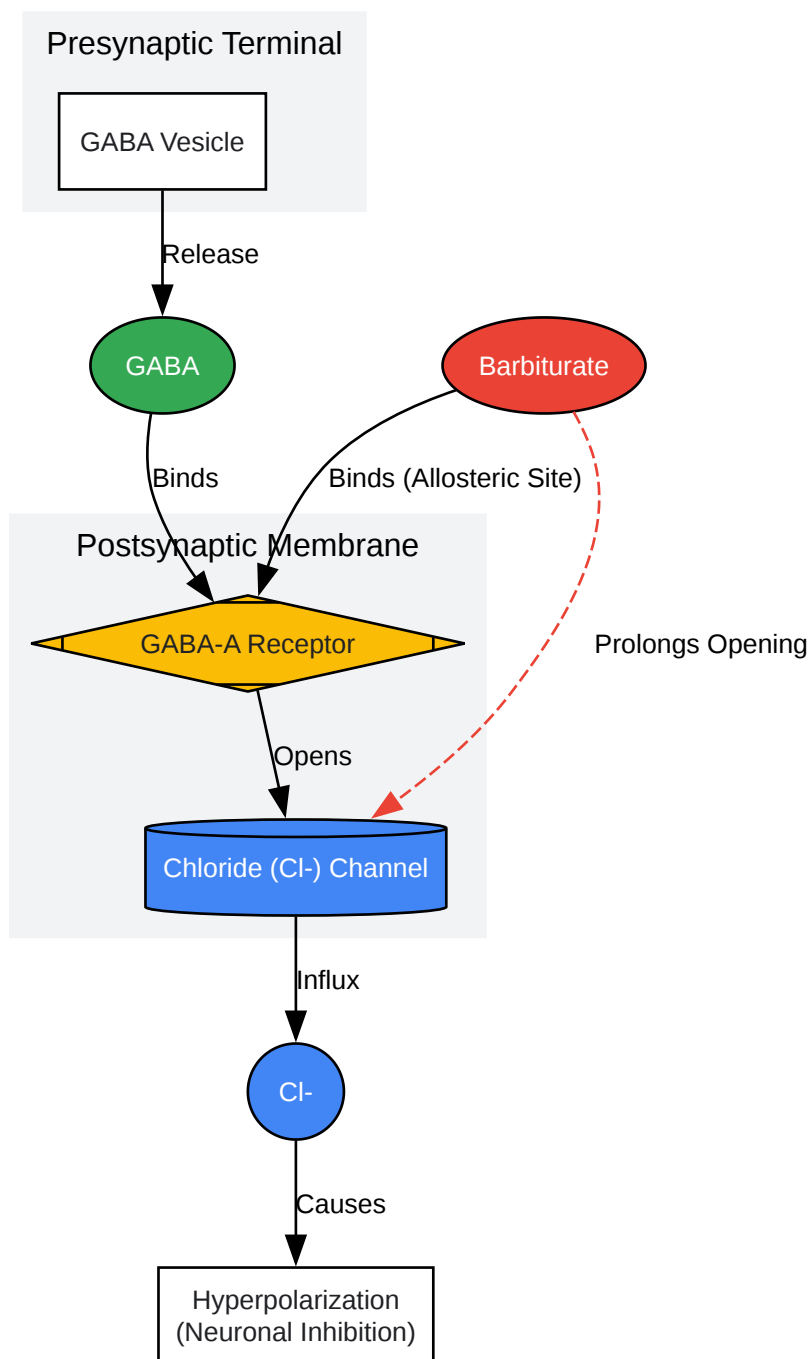 Presynaptic Terminal
GABA Vesicle
Release
GABA
Barbiturate
Binds
Binds (Allosteric Site)
Postsynaptic Membrane
GABA-A Receptor
Prolongs Opening
Opens
Chloride (Cl-) Channel
Influx
Cl-
Causes
Hyperpolarization
(Neuronal Inhibition)